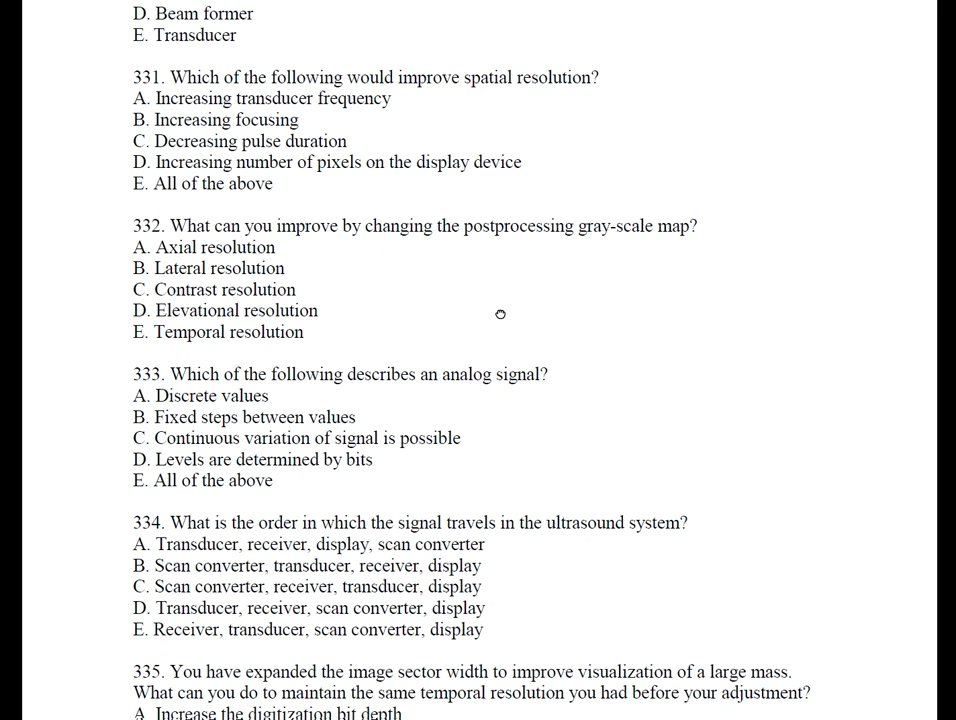 D. Beam former
E. Transducer
331. Which of the following would improve spatial resolution?
A. Increasing transducer frequency
B. Increasing focusing
C. Decreasing pulse duration
D. Increasing number of pixels on the display device
E. All of the above
332. What can you improve by changing the postprocessing gray-scale map?
A. Axial resolution
B. Lateral resolution
C. Contrast resolution
D. Elevational resolution
E. Temporal resolution
333. Which of the following describes an analog signal?
A. Discrete values
B. Fixed steps between values
C. Continuous variation of signal is possible
D. Levels are determined by bits
E. All of the above
334. What is the order in which the signal travels in the ultrasound system?
A. Transducer, receiver, display, scan converter
B. Scan converter, transducer, receiver, display
C. Scan converter, receiver, transducer, display
D. Transducer, receiver, scan converter, display
E. Receiver, transducer, scan converter, display
335. You have expanded the image sector width to improve visualization of a large mass.
What can you do to maintain the same temporal resolution you had before your adjustment?
A. Increase the digitization bit depth